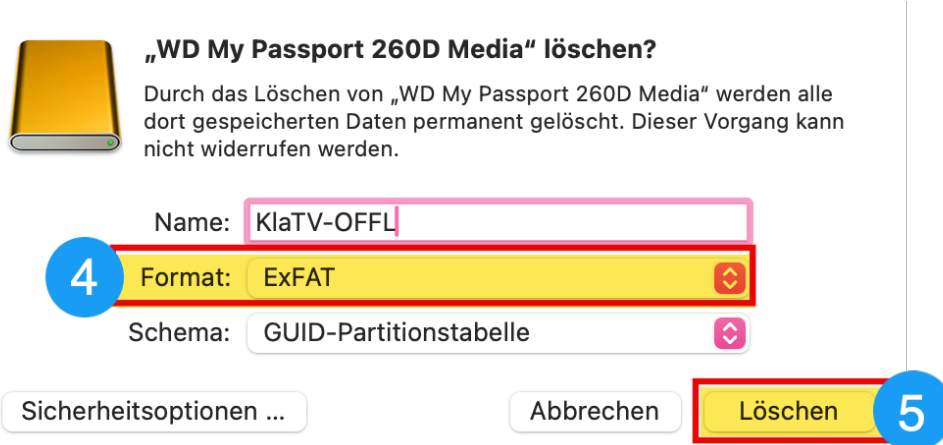 „WD My Passport 260D Media“ löschen?
Durch das Löschen von „WD My Passport 260D Media“ werden alle
dort gespeicherten Daten permanent gelöscht. Dieser Vorgang kann
nicht widerrufen werden.
Name: KlaTV-OFFL
4 Format: ExFAT
Schema: GUID-Partitionstabelle
Sicherheitsoptionen ... Abbrechen Löschen 5